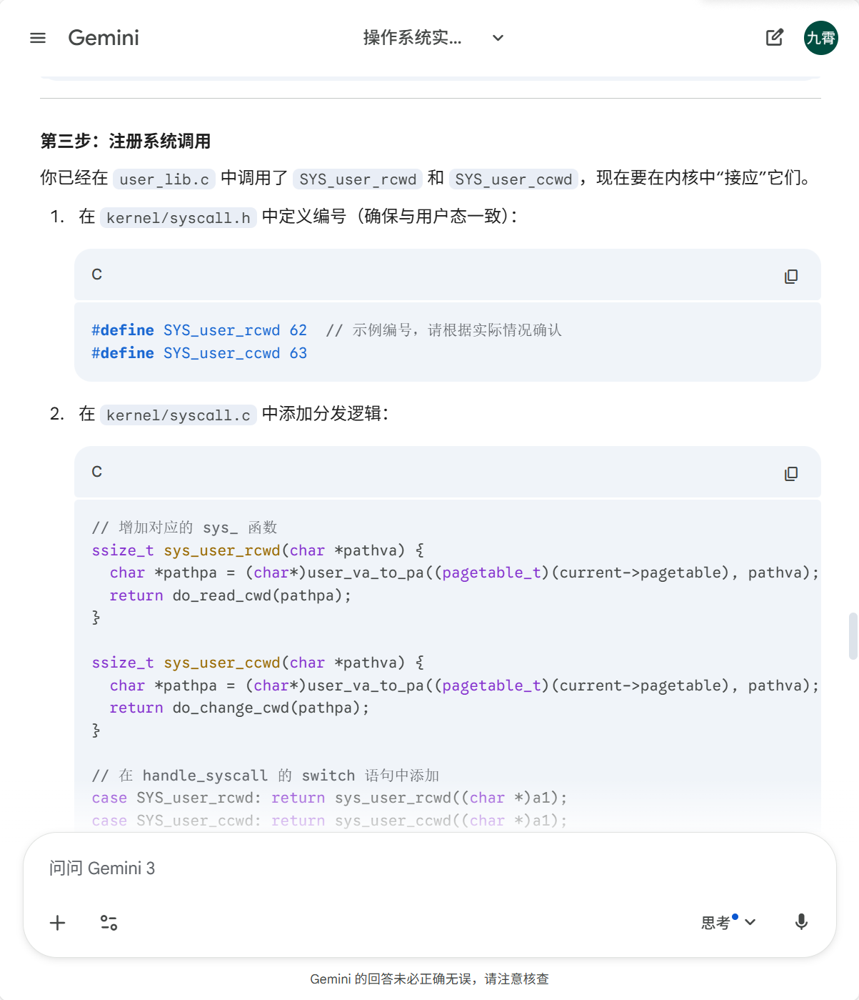 Gemini
操作系统实...
九霄
第三步：注册系统调用
你已经在 user_lib.c 中调用了 SYS_user_rcwd 和 SYS_user_ccwd，现在要在内核中“接应”它们。
1. 在 kernel/syscall.h 中定义编号（确保与用户态一致）：
C
#define SYS_user_rcwd 62  // 示例编号，请根据实际情况确认
#define SYS_user_ccwd 63
2. 在 kernel/syscall.c 中添加分发逻辑：
C
// 增加对应的 sys_ 函数
ssize_t sys_user_rcwd(char *pathva) {
  char *pathpa = (char*)user_va_to_pa((pagetable_t)(current->pagetable), pathva);
  return do_read_cwd(pathpa);
}
ssize_t sys_user_ccwd(char *pathva) {
  char *pathpa = (char*)user_va_to_pa((pagetable_t)(current->pagetable), pathva);
  return do_change_cwd(pathpa);
}
// 在 handle_syscall 的 switch 语句中添加
case SYS_user_rcwd: return sys_user_rcwd((char *)a1);
case SYS_user_ccwd: return sys_user_ccwd((char *)a1);
问问 Gemini 3
思考
Gemini 的回答未必正确无误，请注意核查